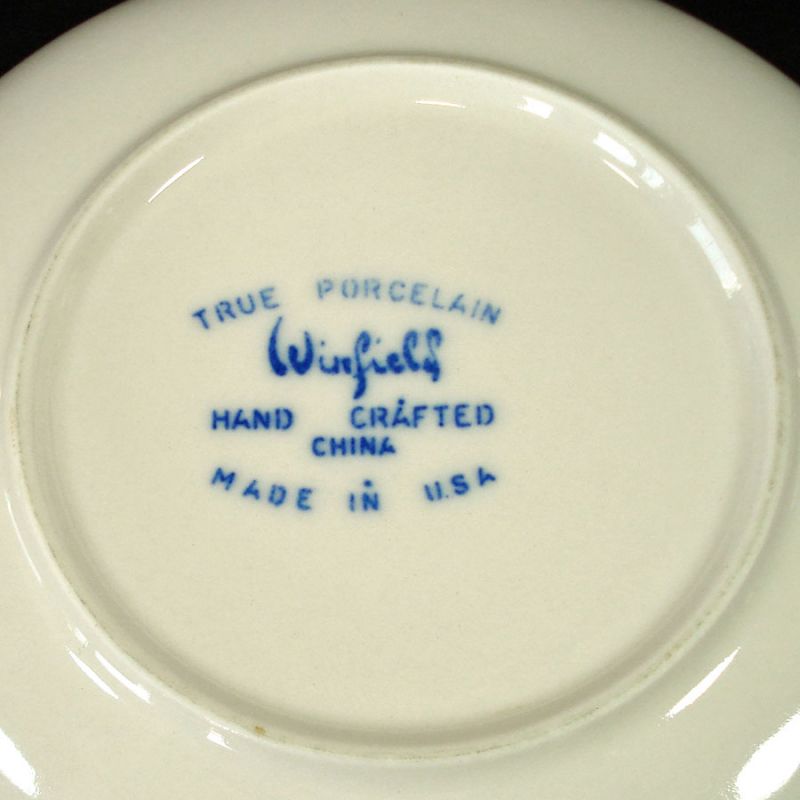 TRUE PORCELAIN
Winfield
HAND CRAFTED
CHINA
MADE IN U.S.A